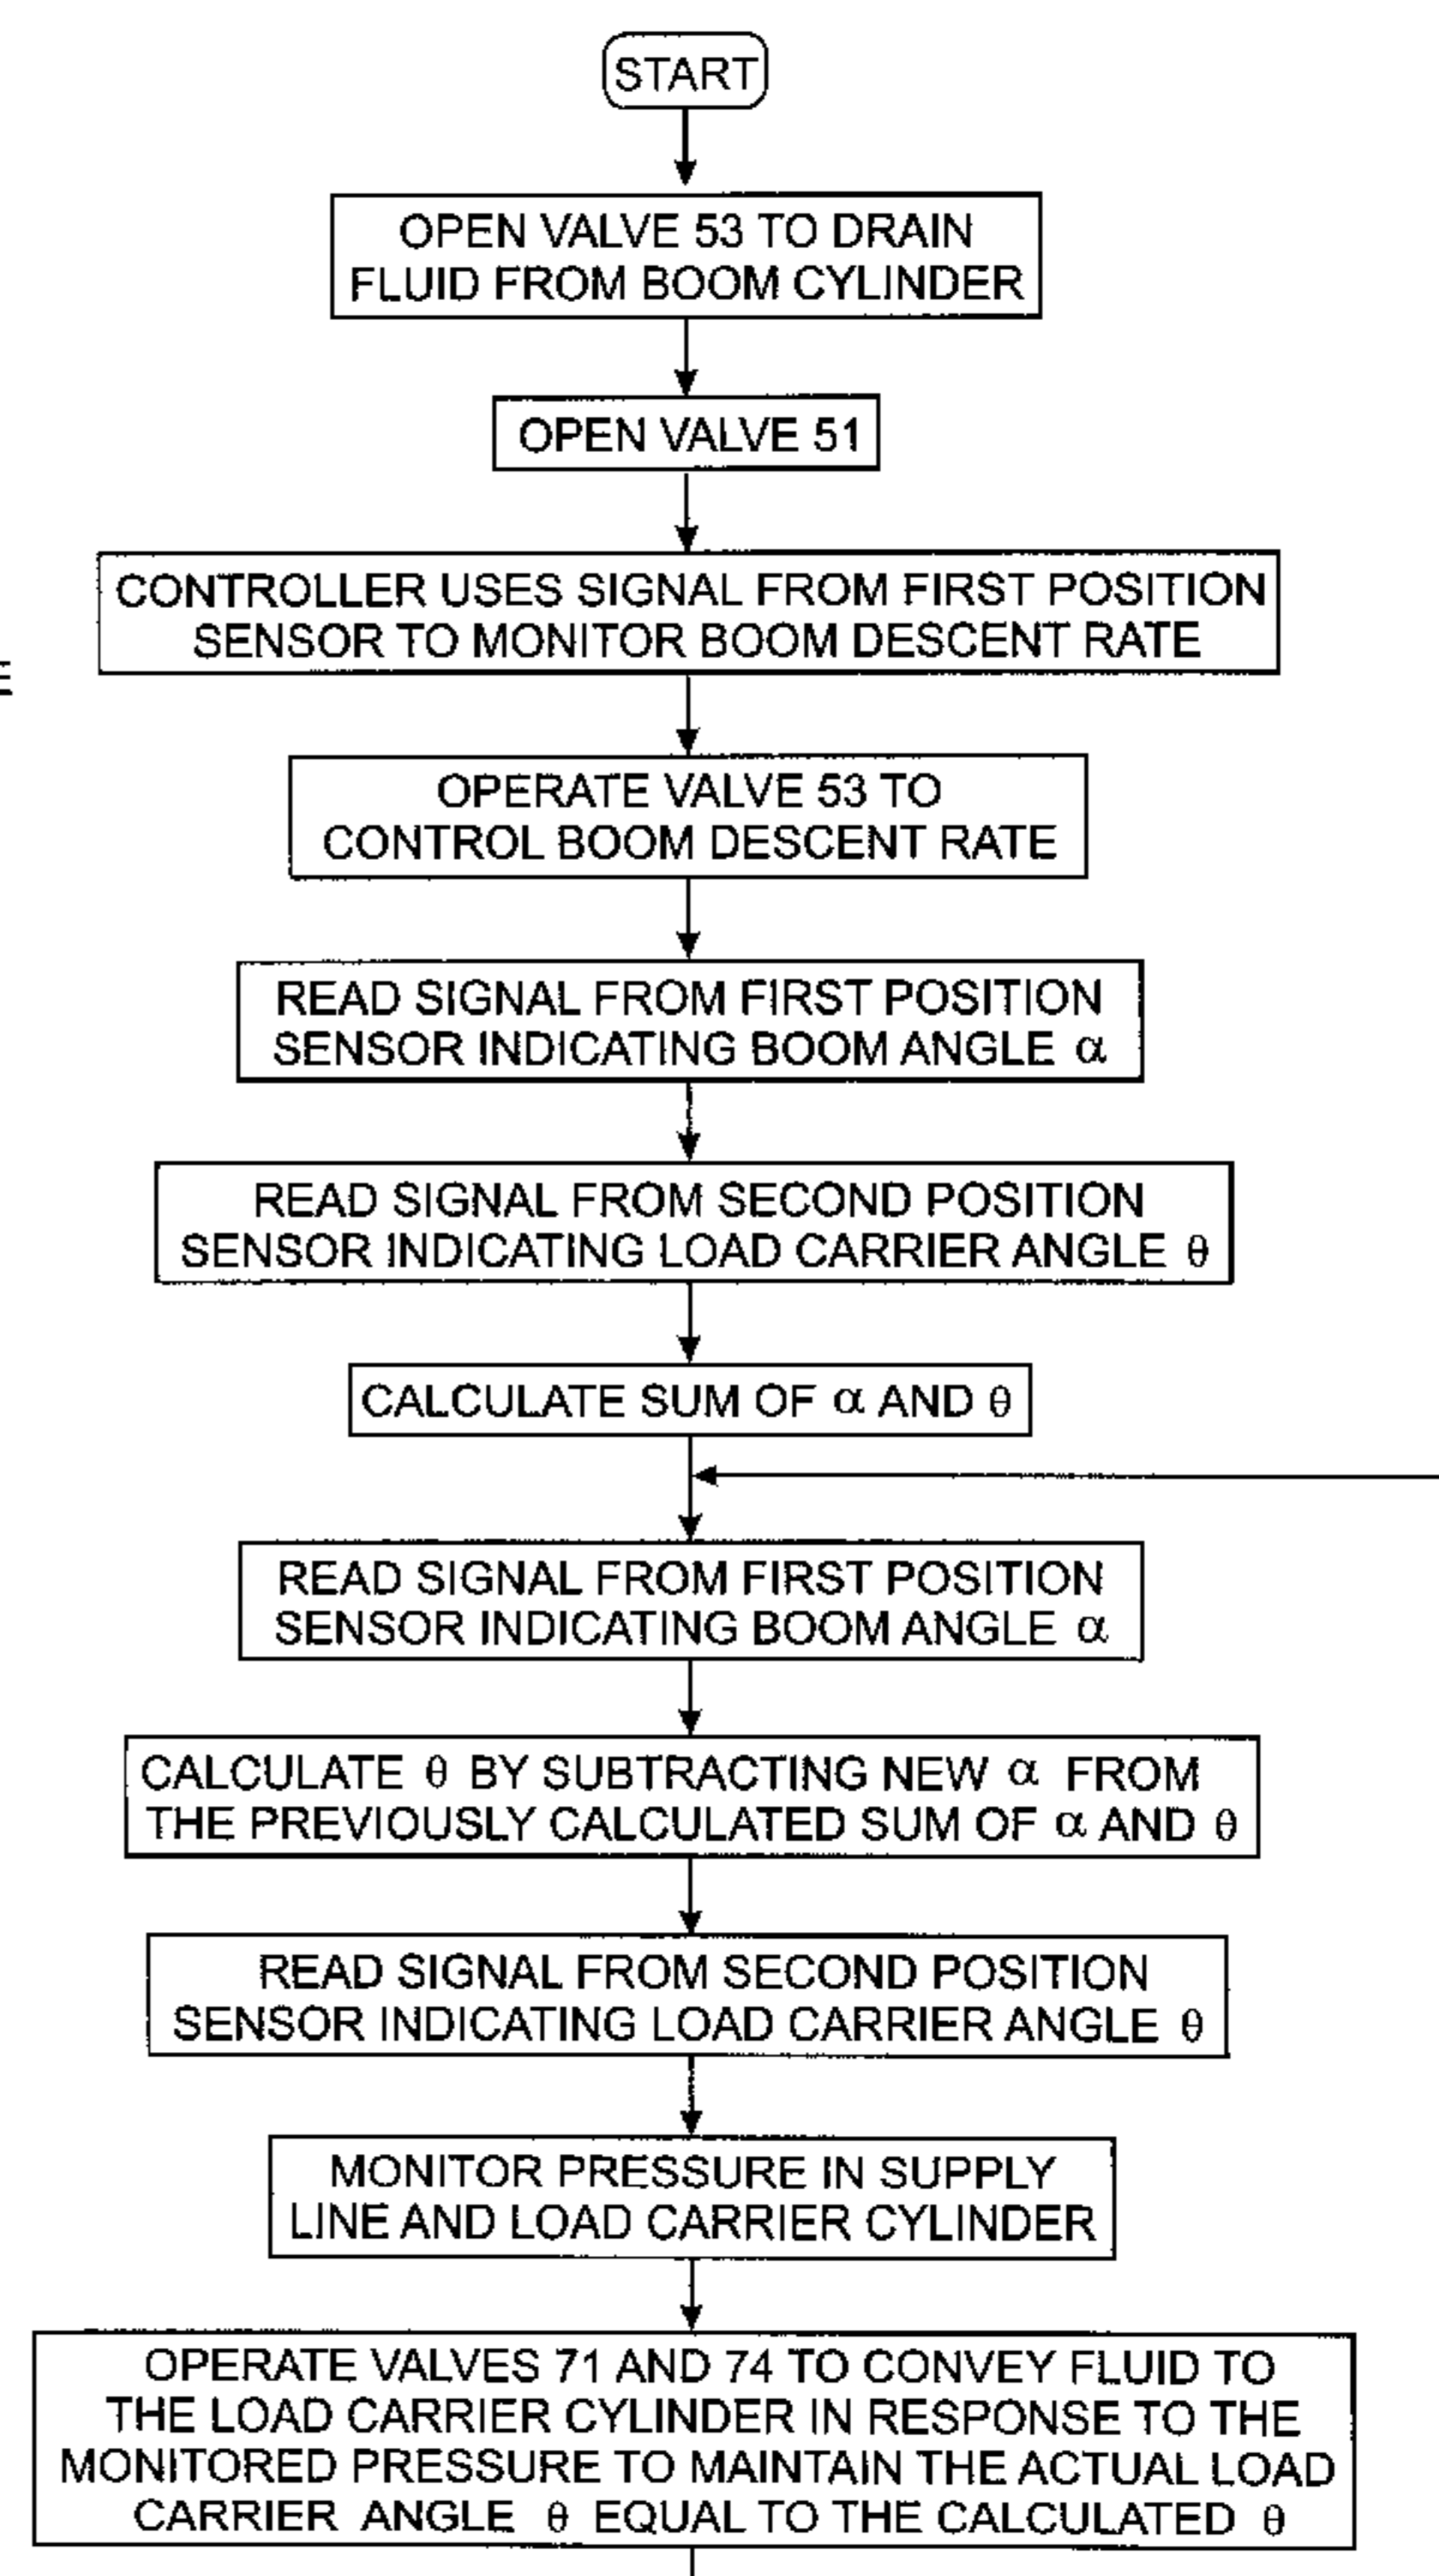 START
OPEN VALVE 53 TO DRAIN
FLUID FROM BOOM CYLINDER
OPEN VALVE 51
CONTROLLER USES SIGNAL FROM FIRST POSITION
SENSOR TO MONITOR BOOM DESCENT RATE
OPERATE VALVE 53 TO
CONTROL BOOM DESCENT RATE
READ SIGNAL FROM FIRST POSITION
SENSOR INDICATING BOOM ANGLE α
READ SIGNAL FROM SECOND POSITION
SENSOR INDICATING LOAD CARRIER ANGLE θ
CALCULATE SUM OF α AND θ
READ SIGNAL FROM FIRST POSITION
SENSOR INDICATING BOOM ANGLE α
CALCULATE θ BY SUBTRACTING NEW α FROM
THE PREVIOUSLY CALCULATED SUM OF α AND θ
READ SIGNAL FROM SECOND POSITION
SENSOR INDICATING LOAD CARRIER ANGLE θ
MONITOR PRESSURE IN SUPPLY
LINE AND LOAD CARRIER CYLINDER
OPERATE VALVES 71 AND 74 TO CONVEY FLUID TO
THE LOAD CARRIER CYLINDER IN RESPONSE TO THE
MONITORED PRESSURE TO MAINTAIN THE ACTUAL LOAD
CARRIER ANGLE θ EQUAL TO THE CALCULATED θ